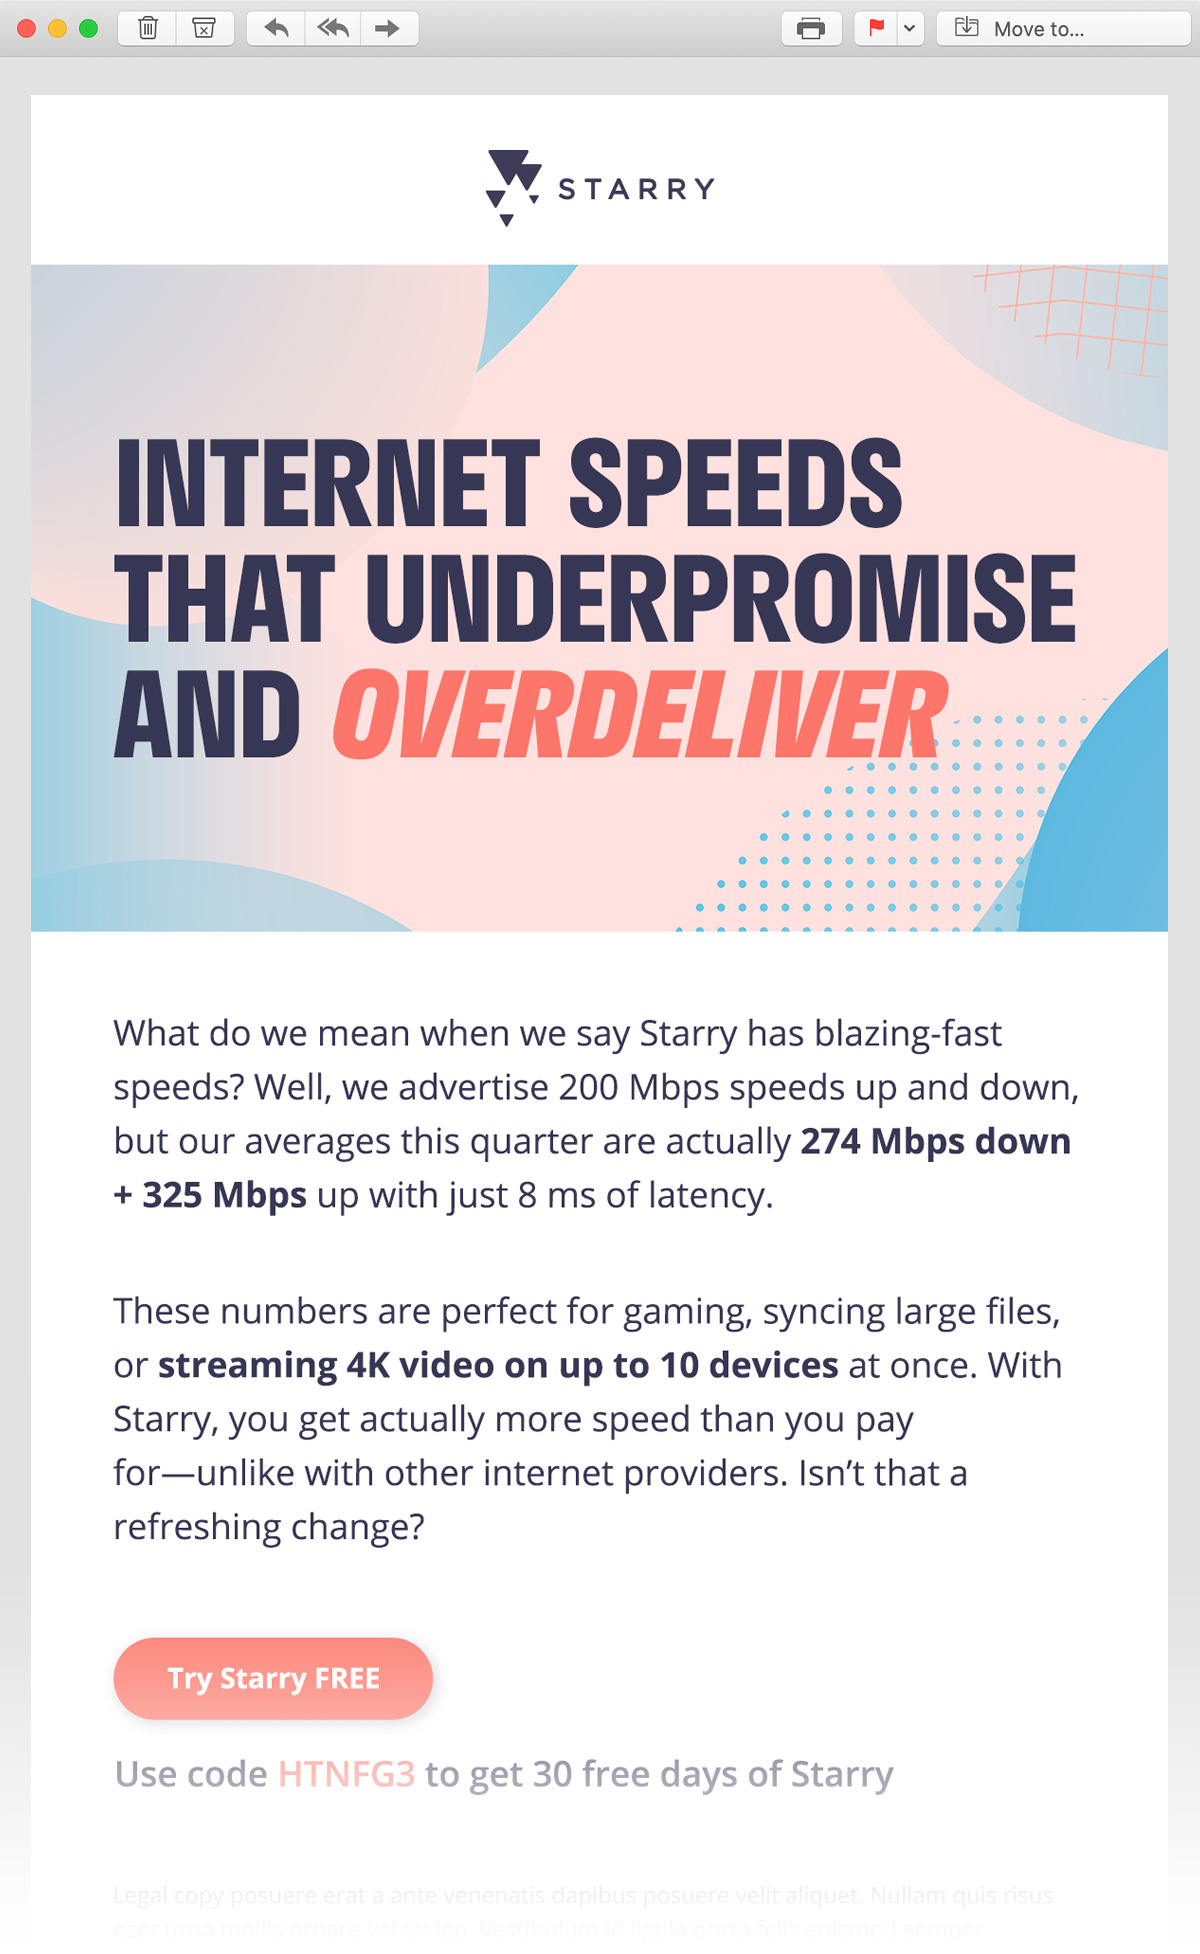 Move to...
STARRY
INTERNET SPEEDS
THAT UNDERPROMISE
AND OVERDELIVER
What do we mean when we say Starry has blazing-fast
speeds? Well, we advertise 200 Mbps speeds up and down,
but our averages this quarter are actually 274 Mbps down
+ 325 Mbps up with just 8 ms of latency.
These numbers are perfect for gaming, syncing large files,
or streaming 4K video on up to 10 devices at once. With
Starry, you get actually more speed than you pay
for—unlike with other internet providers. Isn’t that a
refreshing change?
Try Starry FREE
Use code HTNFG3 to get 30 free days of Starry
Legal copy posuere erat a ante venenatis dapibus posuere velit aliquet. Nullam quis risus
eget urna mollis ornare vel eu leo. Vestibulum id ligula porta felis euismod semper